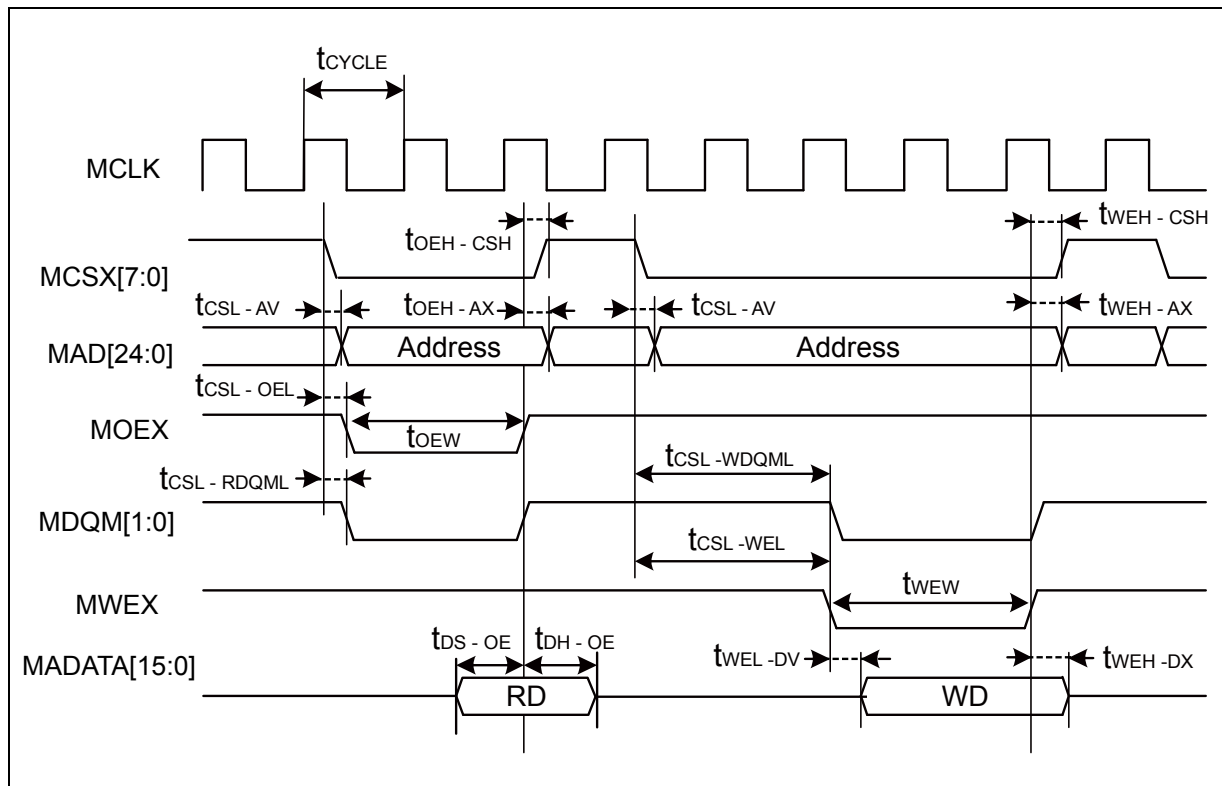 tCYCLE
MCLK
tOEH - CSH
tWEH - CSH
MCSX[7:0]
tCSL - AV
tOEH - AX
tCSL - AV
tWEH - AX
MAD[24:0]
Address
Address
tCSL - OEL
MOEX
tOEW
tCSL -WDQML
tCSL - RDQML
MDQM[1:0]
tCSL -WEL
MWEX
tWEW
tDS - OE
tDH - OE
MADATA[15:0]
tWEL -DV
tWEH -DX
RD
WD